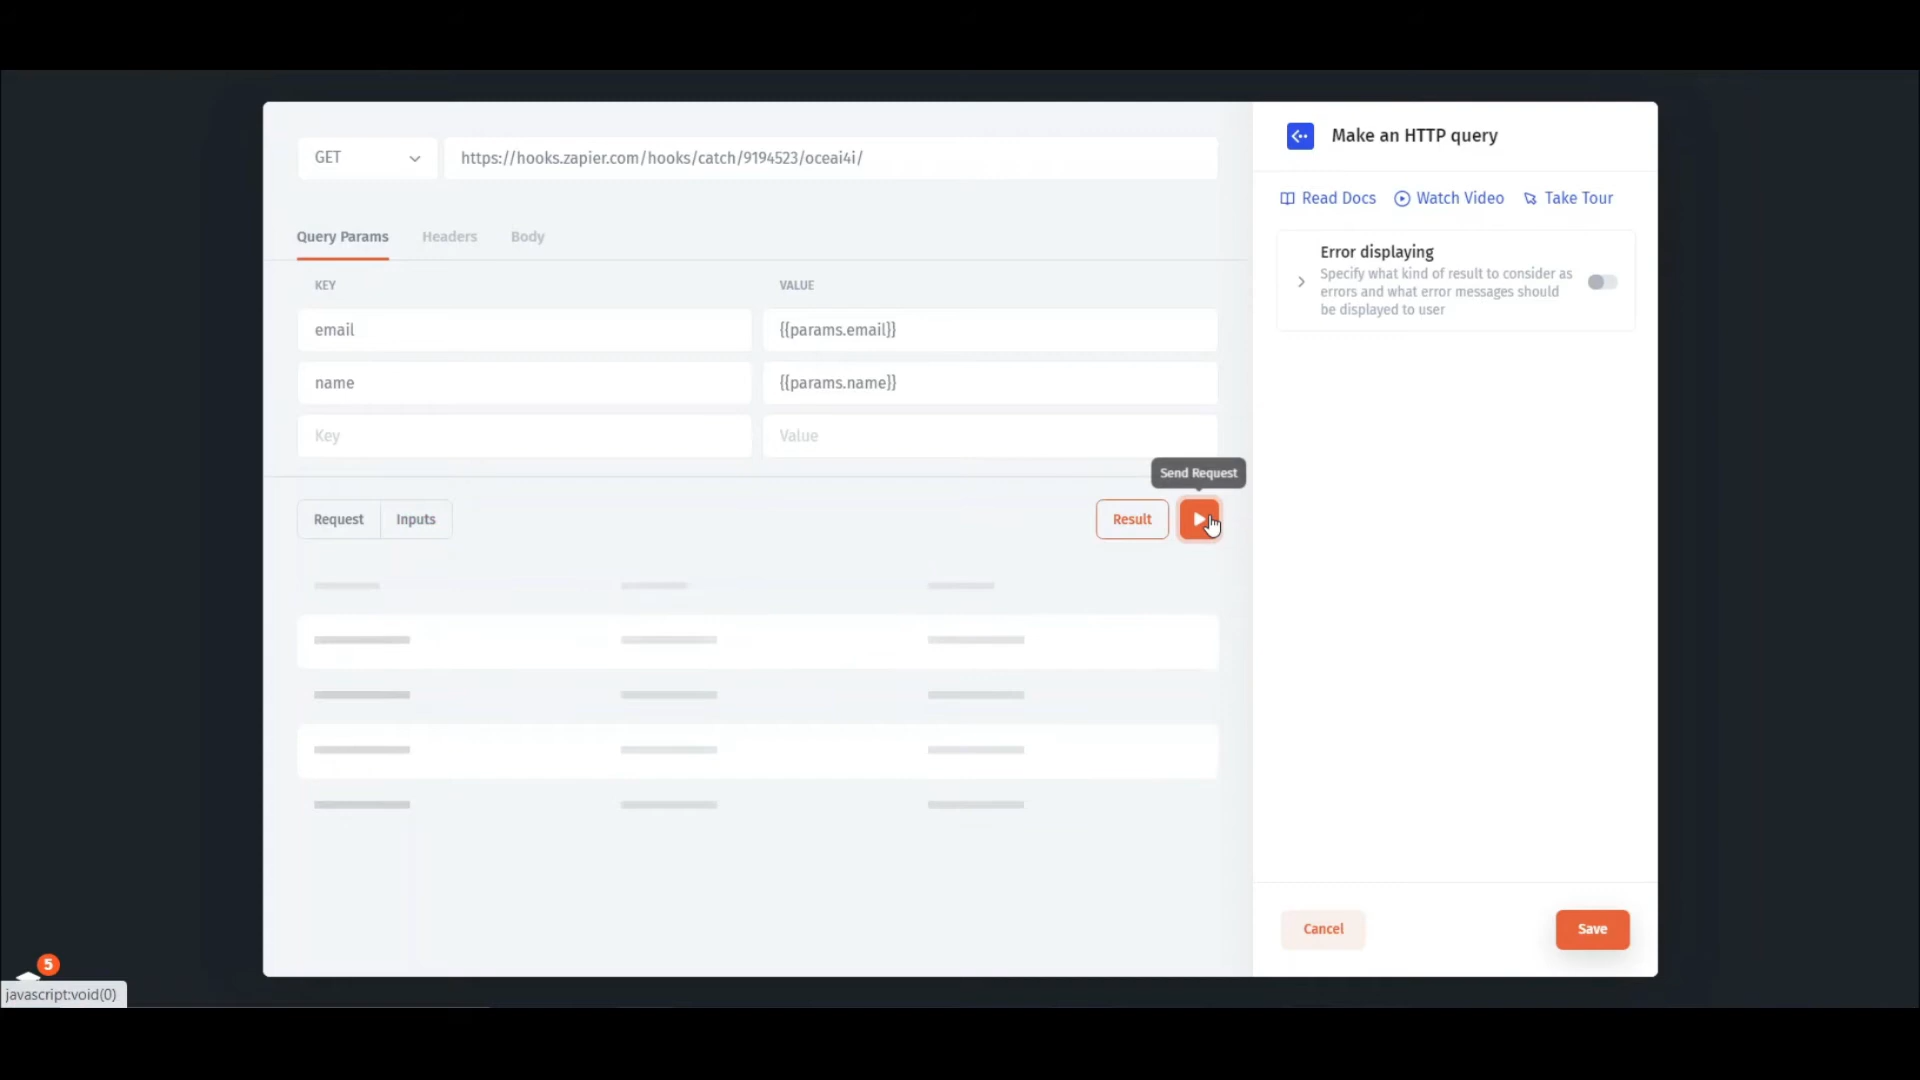 GET
https://hooks.zapier.com/hooks/catch/9194523/oceai4i/
Query Params
Headers
Body
KEY
VALUE
email
{{params.email}}
name
{{params.name}}
Key
Value
Send Request
Request
Inputs
Result
Make an HTTP query
Read Docs
Watch Video
Take Tour
Error displaying
Specify what kind of result to consider as
errors and what error messages should
be displayed to user
Cancel
Save
5
javascript:void(0)